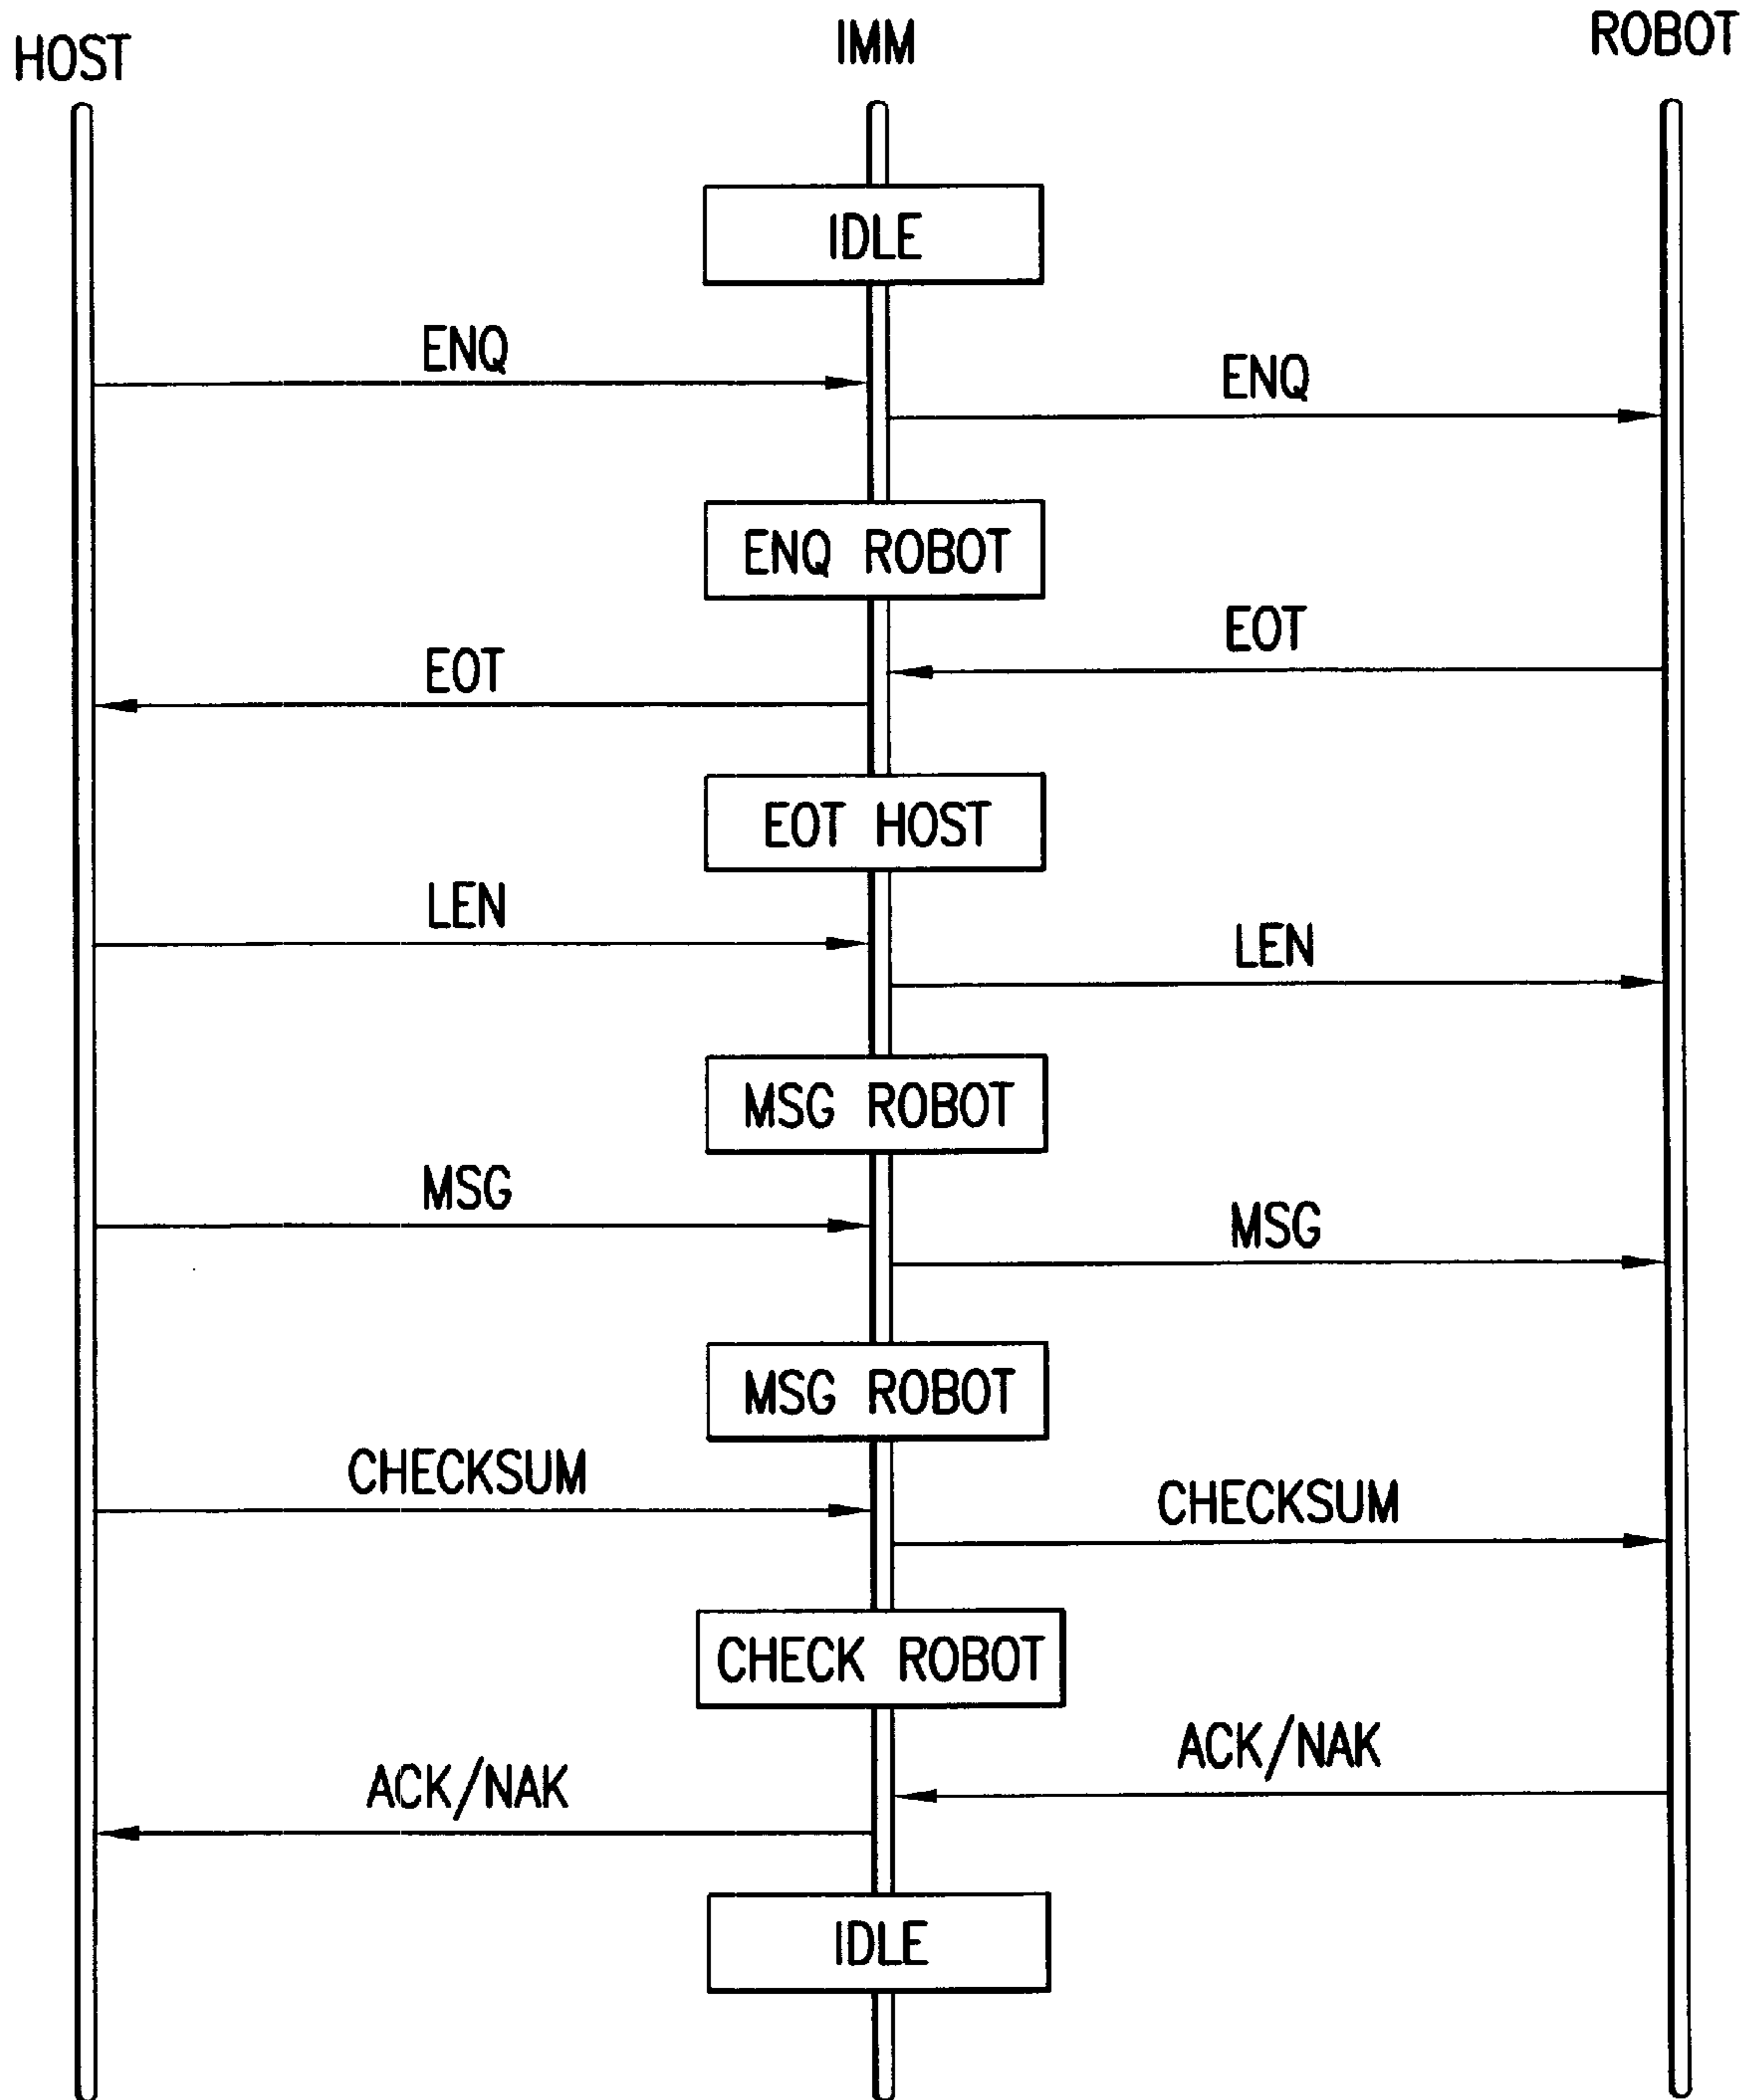 HOST
IMM
ROBOT
IDLE
ENQ
ENQ
ENQ ROBOT
EOT
EOT
EOT HOST
LEN
LEN
MSG ROBOT
MSG
MSG
MSG ROBOT
CHECKSUM
CHECKSUM
CHECK ROBOT
ACK/NAK
ACK/NAK
IDLE